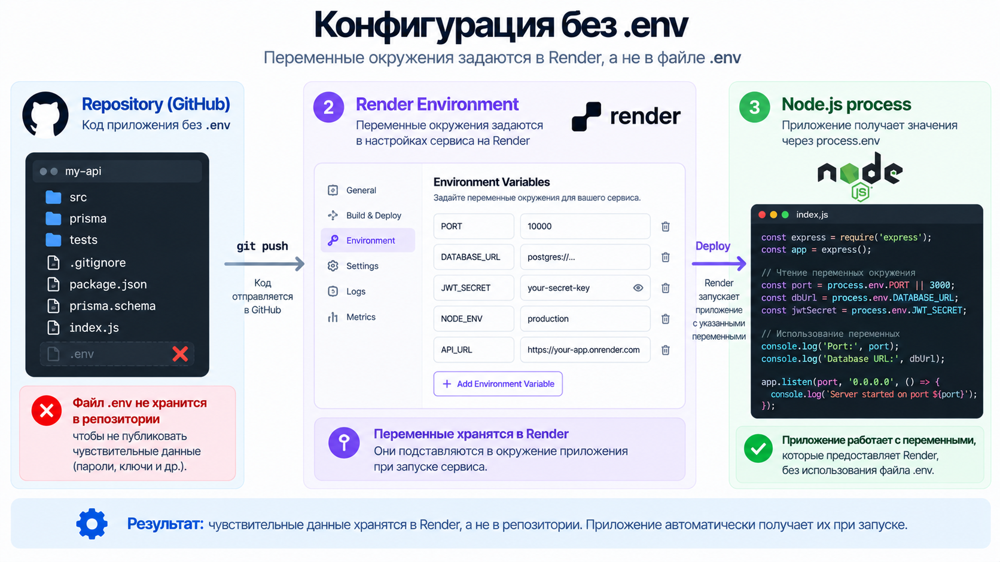 Конфигурация без .env
Переменные окружения задаются в Render, а не в файле .env
Repository (GitHub)
Код приложения без .env
my-api
src
prisma
tests
.gitignore
package.json
prisma.schema
index.js
.env
Файл .env не хранится
в репозитории
чтобы не публиковать
чувствительные данные
(пароли, ключи и др.).
git push
Код
отправляется
в GitHub
2
Render Environment
Переменные окружения задаются
в настройках сервиса на Render
render
General
Build & Deploy
Environment
Settings
Logs
Metrics
Environment Variables
Задайте переменные окружения для вашего сервиса.
PORT 10000
DATABASE_URL postgres://...
JWT_SECRET your-secret-key
NODE_ENV production
API_URL https://your-app.onrender.com
+ Add Environment Variable
Переменные хранятся в Render
Они подставляются в окружение приложения
при запуске сервиса.
Deploy
Render
запускает
приложение
с указанными
переменными
3
Node.js process
Приложение получает значения
через process.env
node
JS
index.js
const express = require('express');
const app = express();
// Чтение переменных окружения
const port = process.env.PORT || 3000;
const dbUrl = process.env.DATABASE_URL;
const jwtSecret = process.env.JWT_SECRET;
// Использование переменных
console.log('Port:', port);
console.log('Database URL:', dbUrl);
app.listen(port, '0.0.0.0', () => {
console.log(`Server started on port ${port}`);
});
Приложение работает с переменными,
которые предоставляет Render,
без использования файла .env.
Результат: чувствительные данные хранятся в Render, а не в репозитории. Приложение автоматически получает их при запуске.